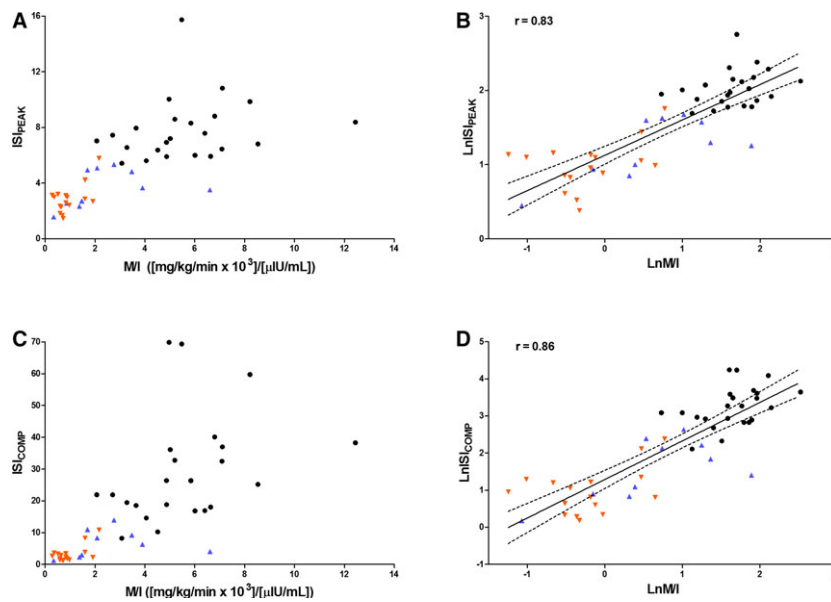 A
16
12
8
4
0
ISI_PEAK
0 2 4 6 8 10 12 14
M/I ([mg/kg/min x 10³]/[µIU/mL])
B
r = 0.83
3
2
1
0
LnISI_PEAK
-1 0 1 2
LnM/I
C
70
60
50
40
30
20
10
0
ISI_COMP
0 2 4 6 8 10 12 14
M/I ([mg/kg/min x 10³]/[µIU/mL])
D
r = 0.86
5
4
3
2
1
0
-1
LnISI_COMP
-1 0 1 2
LnM/I